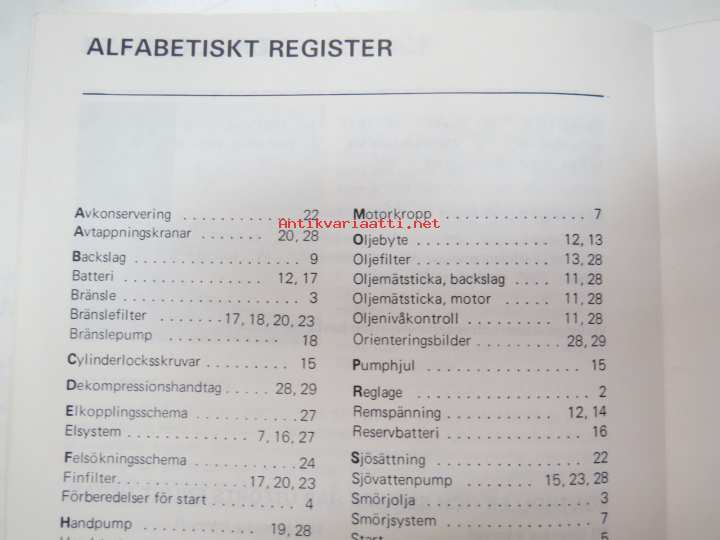 ALFABETISKT REGISTER
Avkonservering . . . . . . . . . . . 22
Avtappningskranar . . . . . . . 20, 28
Backslag . . . . . . . . . . . . . . . . 9
Batteri . . . . . . . . . . . . . 12, 17
Bränsle . . . . . . . . . . . . . . . . 3
Bränslefilter . . . . . . . 17, 18, 20, 23
Bränslepump . . . . . . . . . . . 18
Cylinderlocksskruvar . . . . . . . . 15
Dekompressionshandtag . . . . . 28, 29
Elkopplingsschema . . . . . . . . . 27
Elsystem . . . . . . . . . . . 7, 16, 27
Felsökningsschema . . . . . . . . . 24
Finfilter . . . . . . . . . . 17, 20, 23
Förberedelser för start . . . . . . . . 4
Handpump . . . . . . . . . . 19, 28
Motorkropp . . . . . . . . . . . . . 7
Oljebyte . . . . . . . . . . . . 12, 13
Oljefilter . . . . . . . . . . . . 13, 28
Oljemätsticka, backslag . . . . 11, 28
Oljemätsticka, motor . . . . . 11, 28
Oljenivåkontroll . . . . . . . . . 11, 28
Orienteringsbilder . . . . . . . . 28, 29
Pumphjul . . . . . . . . . . . . . . 15
Reglage . . . . . . . . . . . . . . . . 2
Remspänning . . . . . . . . . . 12, 14
Reservbatteri . . . . . . . . . . . . 16
Sjösättning . . . . . . . . . . . . . 22
Sjövattenpump . . . . . . . 15, 23, 28
Smörjolja . . . . . . . . . . . . . . 3
Smörjsystem . . . . . . . . . . . . 7
Start . . . . . . . . . . . . . . . . 5
Antikvariaatti.net